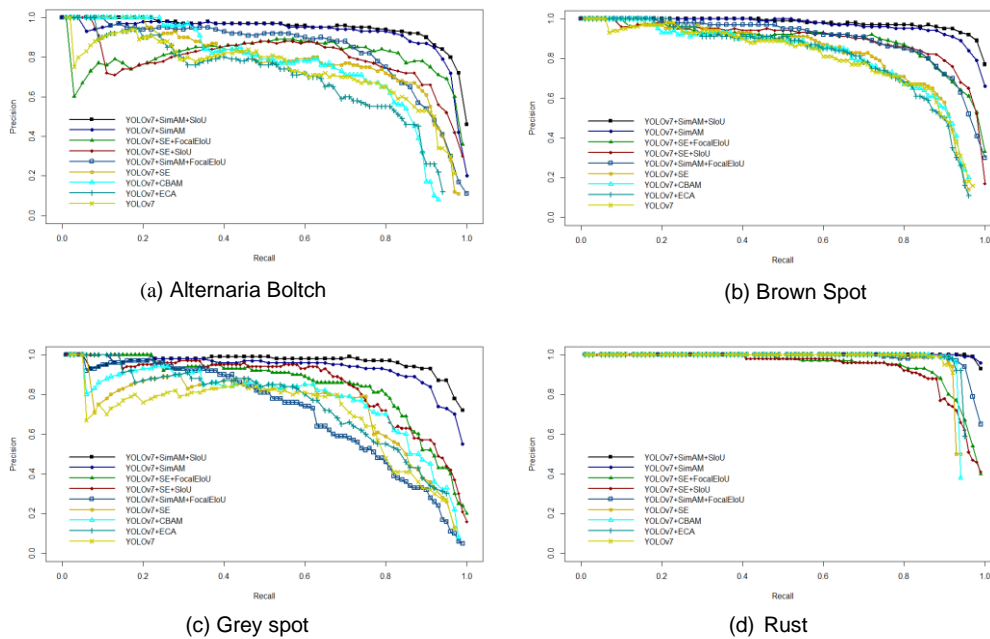 Precision
1.0
0.8
0.6
0.4
0.2
0.0
YOLOv7+SimAM+SIoU
YOLOv7+SimAM
YOLOv7+SE+FocalEIoU
YOLOv7+SE+SIoU
YOLOv7+SimAM+FocalEIoU
YOLOv7+SE
YOLOv7+CBAM
YOLOv7+ECA
YOLOv7
0.0 0.2 0.4 0.6 0.8 1.0
Recall
(a) Alternaria Boltch
Precision
1.0
0.8
0.6
0.4
0.2
0.0
YOLOv7+SimAM+SIoU
YOLOv7+SimAM
YOLOv7+SE+FocalEIoU
YOLOv7+SE+SIoU
YOLOv7+SimAM+FocalEIoU
YOLOv7+SE
YOLOv7+CBAM
YOLOv7+ECA
YOLOv7
0.0 0.2 0.4 0.6 0.8 1.0
Recall
(b) Brown Spot
Precision
1.0
0.8
0.6
0.4
0.2
0.0
YOLOv7+SimAM+SIoU
YOLOv7+SimAM
YOLOv7+SE+FocalEIoU
YOLOv7+SE+SIoU
YOLOv7+SimAM+FocalEIoU
YOLOv7+SE
YOLOv7+CBAM
YOLOv7+ECA
YOLOv7
0.0 0.2 0.4 0.6 0.8 1.0
Recall
(c) Grey spot
Precision
1.0
0.8
0.6
0.4
0.2
0.0
YOLOv7+SimAM+SIoU
YOLOv7+SimAM
YOLOv7+SE+FocalEIoU
YOLOv7+SE+SIoU
YOLOv7+SimAM+FocalEIoU
YOLOv7+SE
YOLOv7+CBAM
YOLOv7+ECA
YOLOv7
0.0 0.2 0.4 0.6 0.8 1.0
Recall
(d) Rust